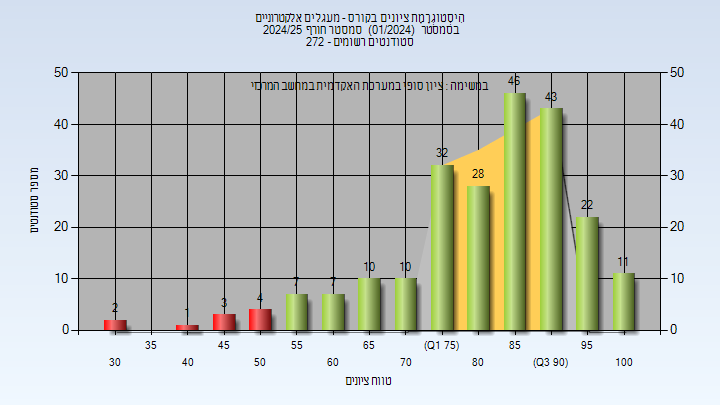 היסטוגרמת ציונים בקורס - מעגלים אלקטרוניים
בסמסטר (01/2024) סמסטר חורף 2024/25
סטודנטים רשומים - 272
במשימה : ציון סופי במערכת האקדמית במחשב המרכזי
מספר סטודנטים
50 50
40 40
30 30
20 20
10 10
0 0
2 1 3 4 7 7 10 10 32 28 46 43 22 11
35 45 55 65 (Q1 75) 85 95
30 40 50 60 70 80 (Q3 90) 100
טווח ציונים